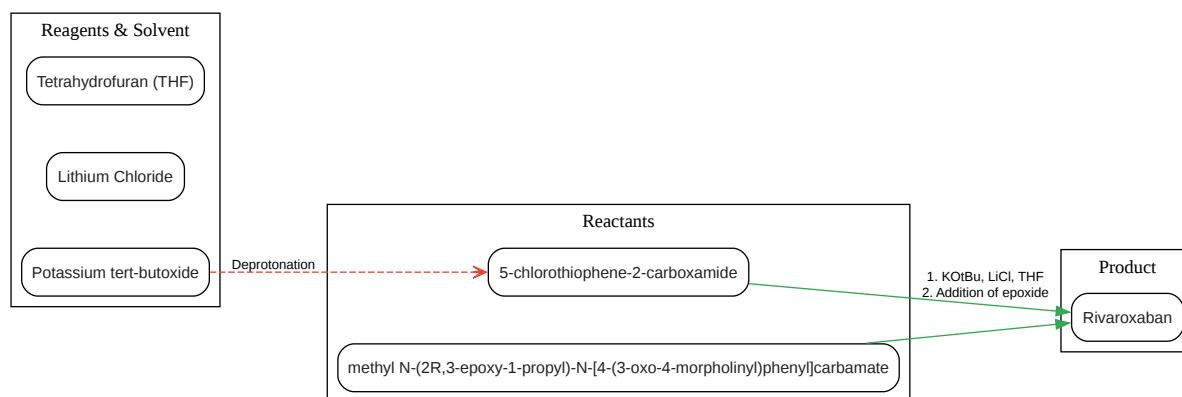 Reagents & Solvent
Tetrahydrofuran (THF)
Lithium Chloride
Potassium tert-butoxide
Deprotonation
Reactants
5-chlorothiophene-2-carboxamide
methyl N-(2R,3-epoxy-1-propyl)-N-[4-(3-oxo-4-morpholinyl)phenyl]carbamate
1. KOtBu, LiCl, THF
2. Addition of epoxide
Product
Rivaroxaban